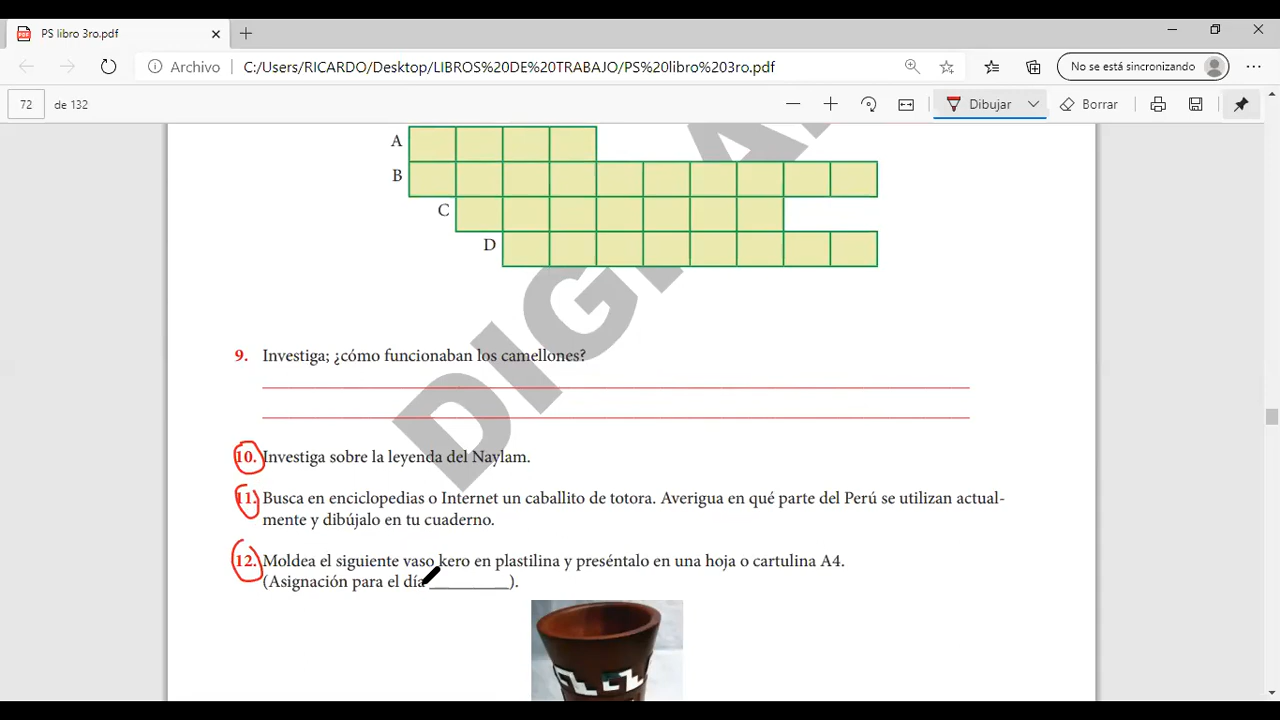 PS libro 3ro.pdf
Archivo
C:/Users/RICARDO/Desktop/LIBROS%20DE%20TRABAJO/PS%20libro%203ro.pdf
No se está sincronizando
72 de 132
Dibujar
Borrar
A
B
C
D
9. Investiga; ¿cómo funcionaban los camellones?
10. Investiga sobre la leyenda del Naylam.
11. Busca en enciclopedias o Internet un caballito de totora. Averigua en qué parte del Perú se utilizan actual-
mente y dibújalo en tu cuaderno.
12. Moldea el siguiente vaso kero en plastilina y preséntalo en una hoja o cartulina A4.
(Asignación para el día __________).
DIGITA